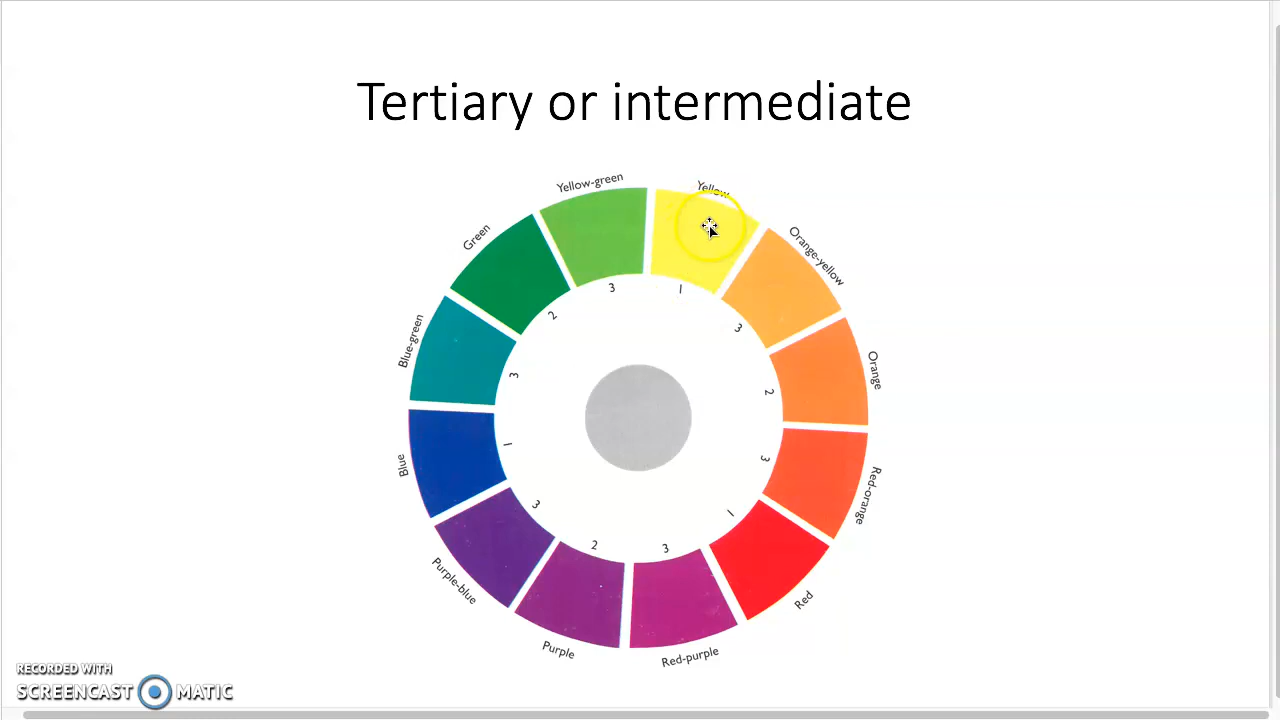 Tertiary or intermediate
Yellow-green
Yellow
Green
Orange-yellow
3
1
2
3
Blue-green
Orange
3
2
Blue
1
3
Red-orange
3
1
Purple-blue
2
3
Red
Purple
Red-purple
RECORDED WITH
SCREENCAST MATIC